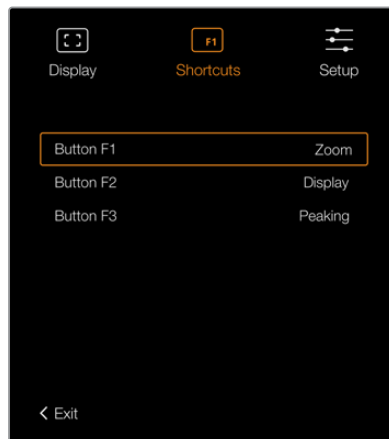 F1
Display Shortcuts Setup
Button F1 Zoom
Button F2 Display
Button F3 Peaking
Exit